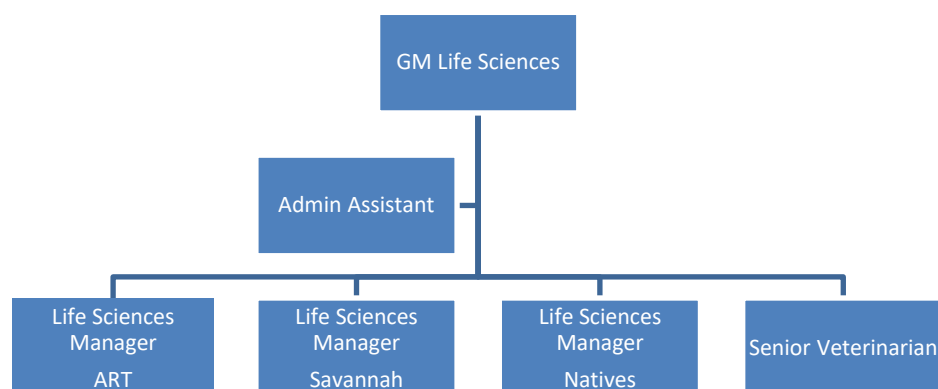 GM Life Sciences
Admin Assistant
Life Sciences
Manager
ART
Life Sciences
Manager
Savannah
Life Sciences
Manager
Natives
Senior Veterinarian